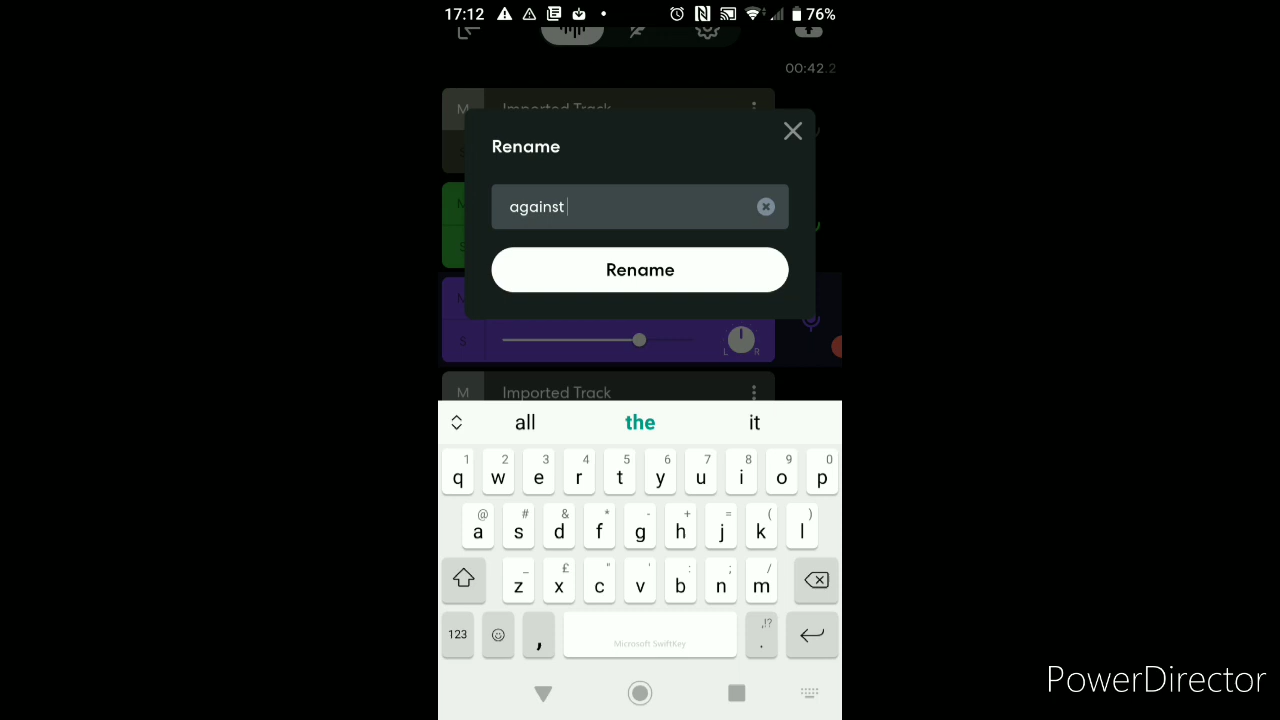 17:12 76%
00:42.2
M Imported Track
Rename
S
against
M
S
Rename
M
S L R
M Imported Track
all the it
1 2 3 4 5 6 7 8 9 0
q w e r t y u i o p
@ # & * - + = ( )
a s d f g h j k l
_ £ " ' : ; /
z x c v b n m
123 , Microsoft SwiftKey ,!? .
PowerDirector